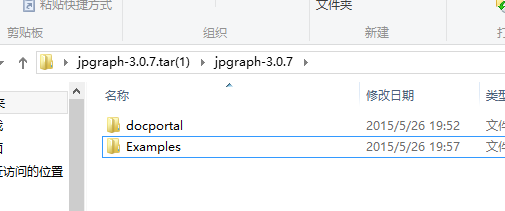 粘贴快捷方式
文件夹
剪贴板
组织
新建
jpgraph-3.0.7.tar(1)
jpgraph-3.0.7
名称
修改日期
docportal
2015/5/26 19:52
文件
Examples
2015/5/26 19:57
文件
访问的位置